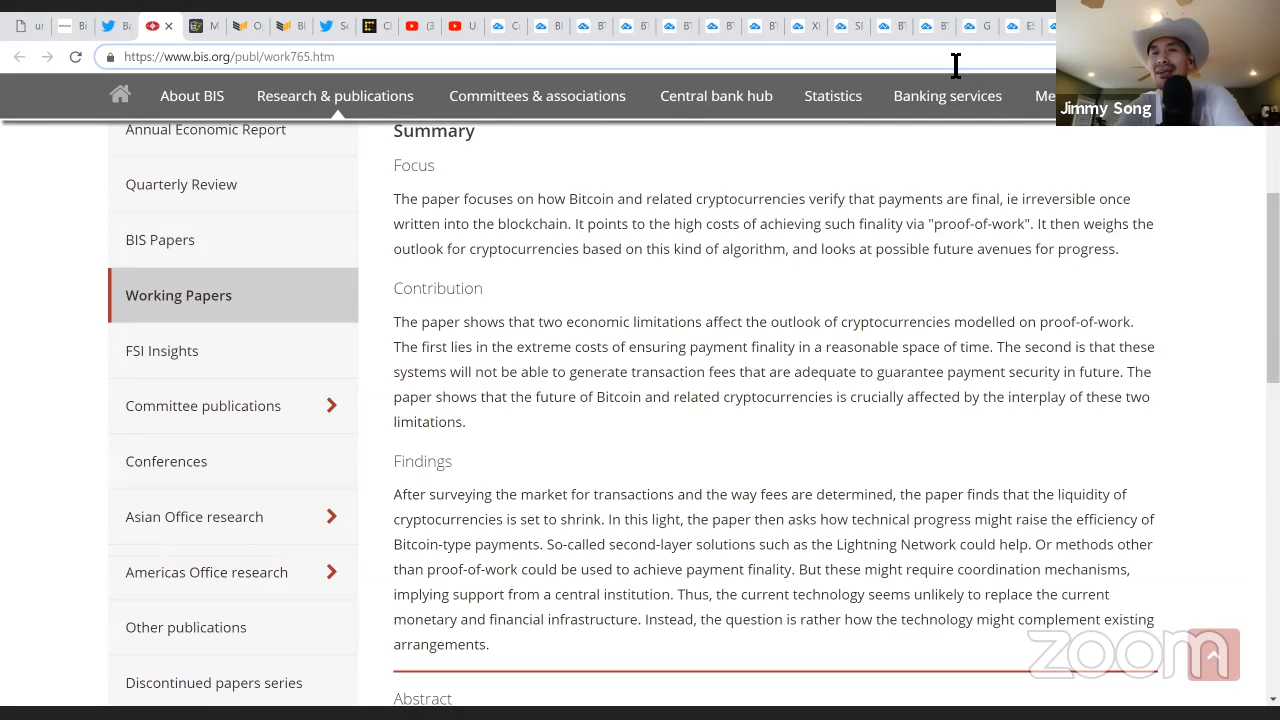 https://www.bis.org/publ/work765.htm
About BIS
Research & publications
Committees & associations
Central bank hub
Statistics
Banking services
Me
Jimmy Song
Annual Economic Report
Quarterly Review
BIS Papers
Working Papers
FSI Insights
Committee publications
Conferences
Asian Office research
Americas Office research
Other publications
Discontinued papers series
Summary
Focus
The paper focuses on how Bitcoin and related cryptocurrencies verify that payments are final, ie irreversible once
written into the blockchain. It points to the high costs of achieving such finality via "proof-of-work". It then weighs the
outlook for cryptocurrencies based on this kind of algorithm, and looks at possible future avenues for progress.
Contribution
The paper shows that two economic limitations affect the outlook of cryptocurrencies modelled on proof-of-work.
The first lies in the extreme costs of ensuring payment finality in a reasonable space of time. The second is that these
systems will not be able to generate transaction fees that are adequate to guarantee payment security in future. The
paper shows that the future of Bitcoin and related cryptocurrencies is crucially affected by the interplay of these two
limitations.
Findings
After surveying the market for transactions and the way fees are determined, the paper finds that the liquidity of
cryptocurrencies is set to shrink. In this light, the paper then asks how technical progress might raise the efficiency of
Bitcoin-type payments. So-called second-layer solutions such as the Lightning Network could help. Or methods other
than proof-of-work could be used to achieve payment finality. But these might require coordination mechanisms,
implying support from a central institution. Thus, the current technology seems unlikely to replace the current
monetary and financial infrastructure. Instead, the question is rather how the technology might complement existing
arrangements.
zoom
Abstract